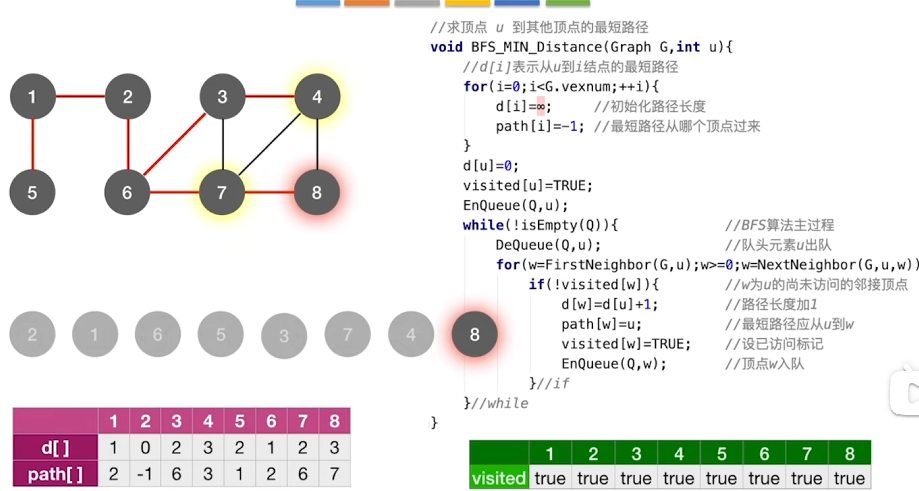 //求顶点 u 到其他顶点的最短路径
void BFS_MIN_Distance(Graph G,int u){
//d[i]表示从u到i结点的最短路径
for(i=0;i<G.vexnum;++i){
d[i]=∞; //初始化路径长度
path[i]=-1; //最短路径从哪个顶点过来
}
d[u]=0;
visited[u]=TRUE;
EnQueue(Q,u);
while(!isEmpty(Q)){ //BFS算法主过程
DeQueue(Q,u); //队头元素u出队
for(w=FirstNeighbor(G,u);w>=0;w=NextNeighbor(G,u,w))
if(!visited[w]){ //w为u的尚未访问的邻接顶点
d[w]=d[u]+1; //路径长度加1
path[w]=u; //最短路径应从u到w
visited[w]=TRUE; //设已访问标记
EnQueue(Q,w); //顶点w入队
}//if
}//while
}
1 2 3 4
5 6 7 8
2 1 6 5 3 7 4 8
1 2 3 4 5 6 7 8
d[ ] 1 0 2 3 2 1 2 3
path[ ] 2 -1 6 3 1 2 6 7
1 2 3 4 5 6 7 8
visited true true true true true true true true